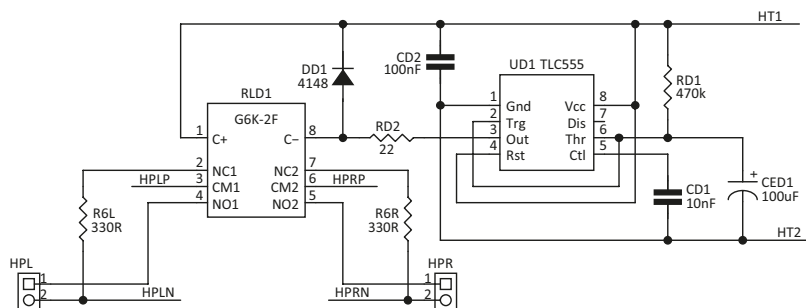 HT1
CD2
100nF
UD1 TLC555
DD1
4148
RD1
470k
RLD1
G6K-2F
1 Gnd Vcc 8
2 Trg Dis 7
3 Out Thr 6
4 Rst Ctl 5
1 C+ C– 8
RD2
22
2 NC1 NC2 7
HPLP 3 CM1 CM2 6 HPRP
4 NO1 NO2 5
+
CED1
100uF
CD1
10nF
R6L
330R
R6R
330R
HT2
HPL
1
2
HPLN
HPR
1
2
HPRN